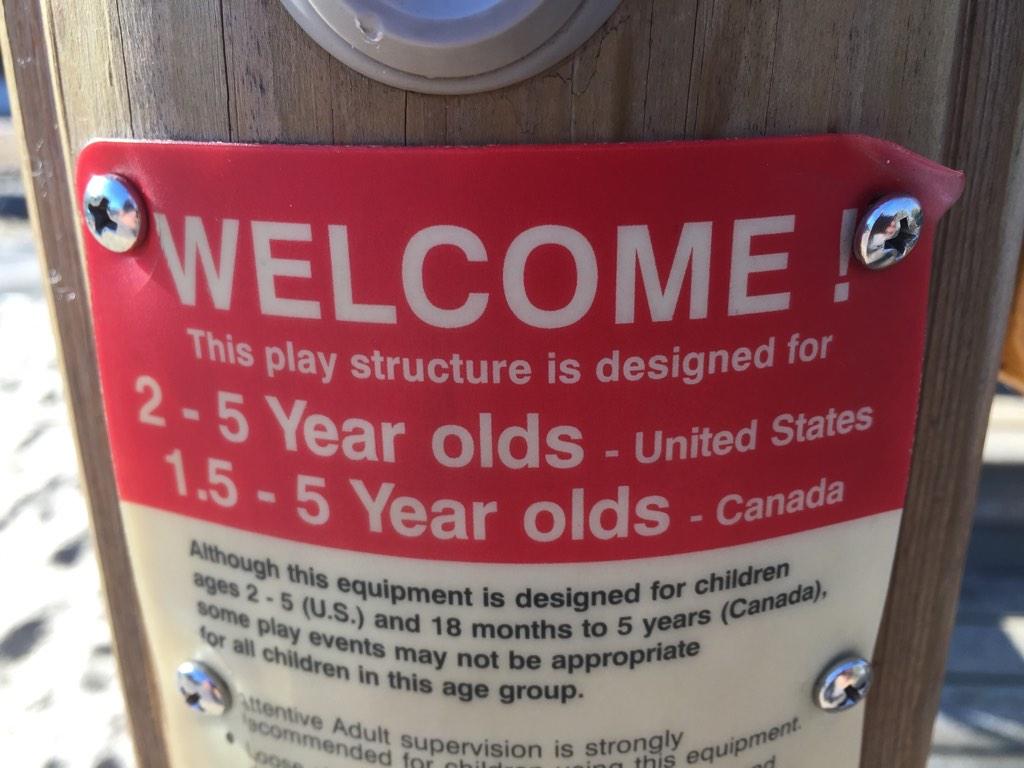 WELCOME !
This play structure is designed for
2 - 5 Year olds - United States
1.5 - 5 Year olds - Canada
Although this equipment is designed for children
ages 2 - 5 (U.S.) and 18 months to 5 years (Canada),
some play events may not be appropriate
for all children in this age group.
Attentive Adult supervision is strongly
recommended for children using this equipment.
• Loose